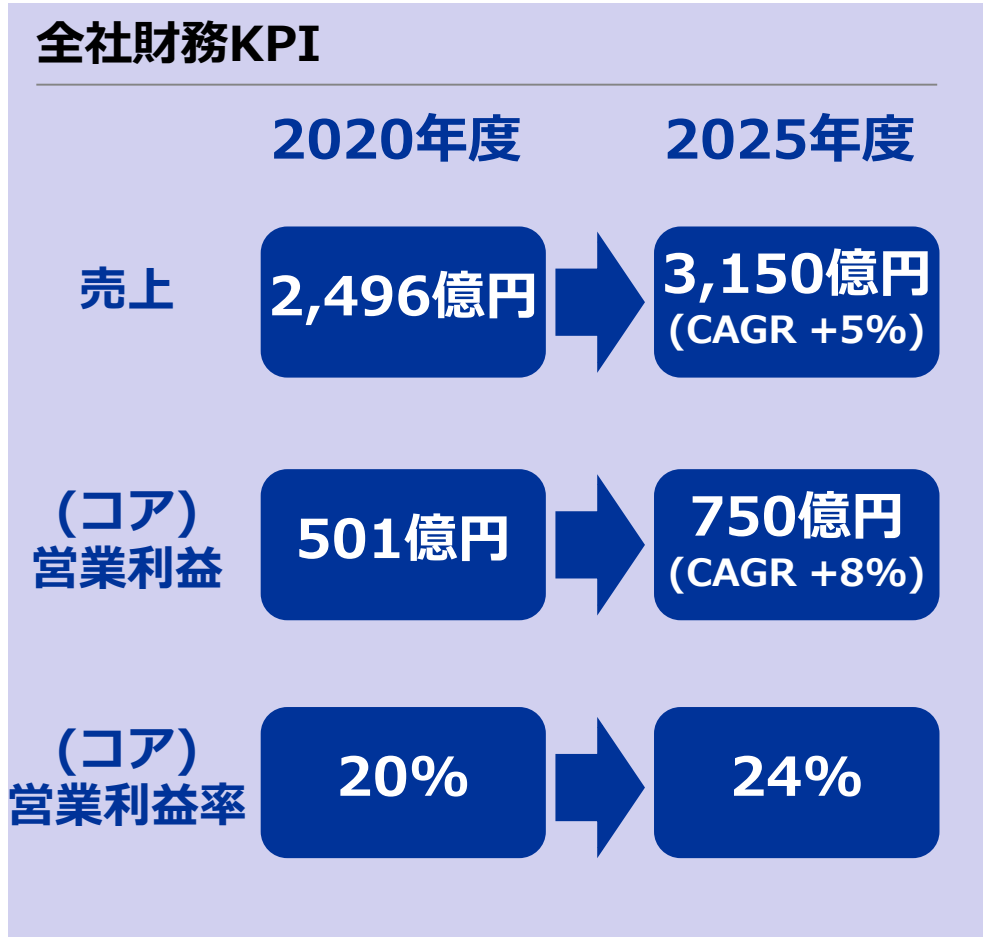 全社財務KPI
2020年度
2025年度
売上
2,496億円
3,150億円
(CAGR +5%)
(コア)
営業利益
501億円
750億円
(CAGR +8%)
(コア)
営業利益率
20%
24%